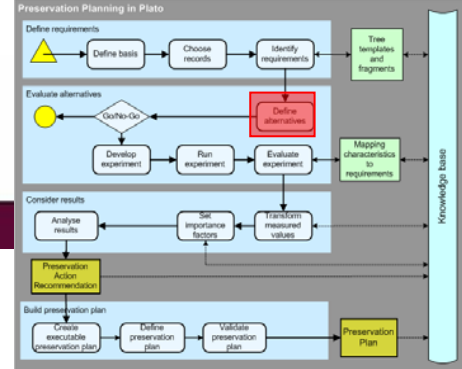 Preservation Planning in Plato
Define requirements
Define basis
Choose
records
Identify
requirements
Tree
templates
and
fragments
Evaluate alternatives
Go/No-Go
Define
alternatives
Develop
experiment
Run
experiment
Evaluate
experiment
Mapping
characteristics
to
requirements
Knowledge base
Consider results
Analyse
results
Set
importance
factors
Transform
measured
values
Preservation
Action
Recommendation
Build preservation plan
Create
executable
preservation plan
Define
preservation
plan
Validate
preservation
plan
Preservation
Plan